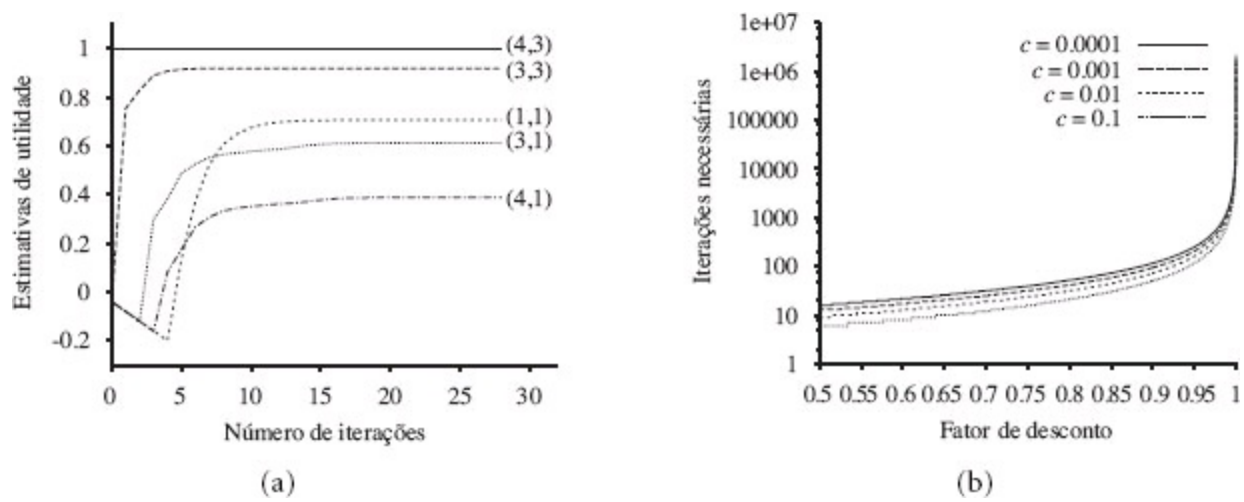 Estimativas de utilidade
1
0.8
0.6
0.4
0.2
0
-0.2
0 5 10 15 20 25 30
Número de iterações
(4,3)
(3,3)
(1,1)
(3,1)
(4,1)
(a)
Iterações necessárias
1e+07
1e+06
100000
10000
1000
100
10
1
0.5 0.55 0.6 0.65 0.7 0.75 0.8 0.85 0.9 0.95 1
Fator de desconto
c = 0.0001
c = 0.001
c = 0.01
c = 0.1
(b)